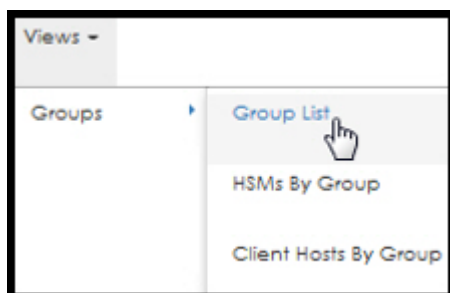 Views
Groups
Group List
HSMs By Group
Client Hosts By Group